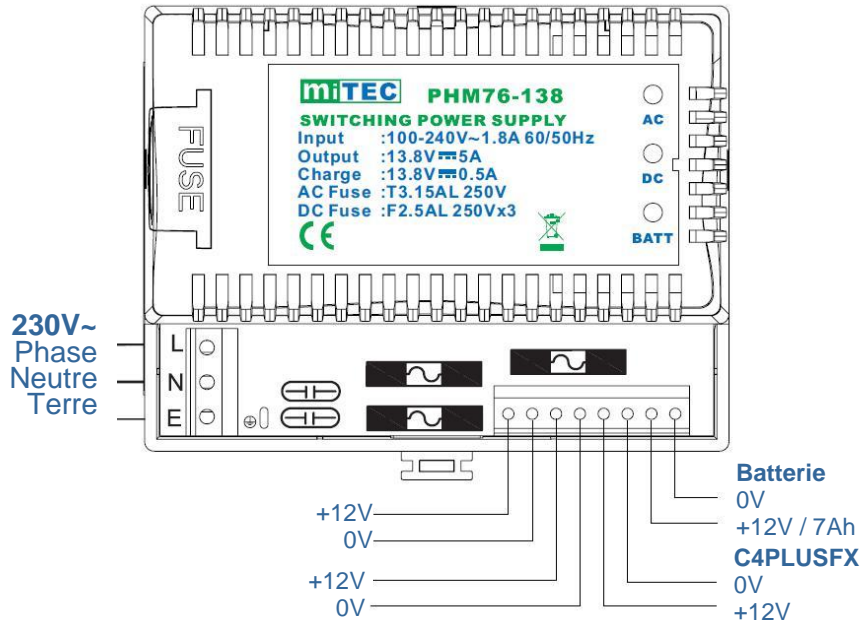 miTEC PHM76-138
SWITCHING POWER SUPPLY
Input :100-240V~1.8A 60/50Hz
Output :13.8V⎓5A
Charge :13.8V⎓0.5A
AC Fuse :T3.15AL 250V
DC Fuse :F2.5AL 250Vx3
CE
AC
DC
BATT
FUSE
230V~
Phase
Neutre
Terre
L
N
E
+12V
0V
+12V
0V
Batterie
0V
+12V / 7Ah
C4PLUSFX
0V
+12V